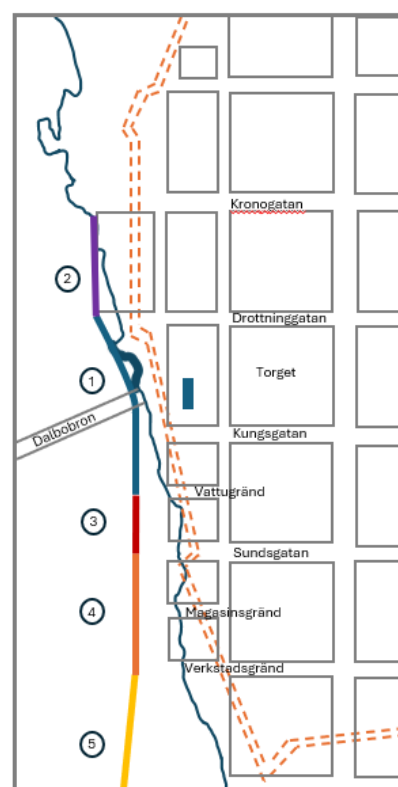 Kronogatan
2
Drottninggatan
Torget
1
Dalbobron
Kungsgatan
Vattugränd
3
Sundsgatan
4
Magasinsgränd
Verkstadsgränd
5